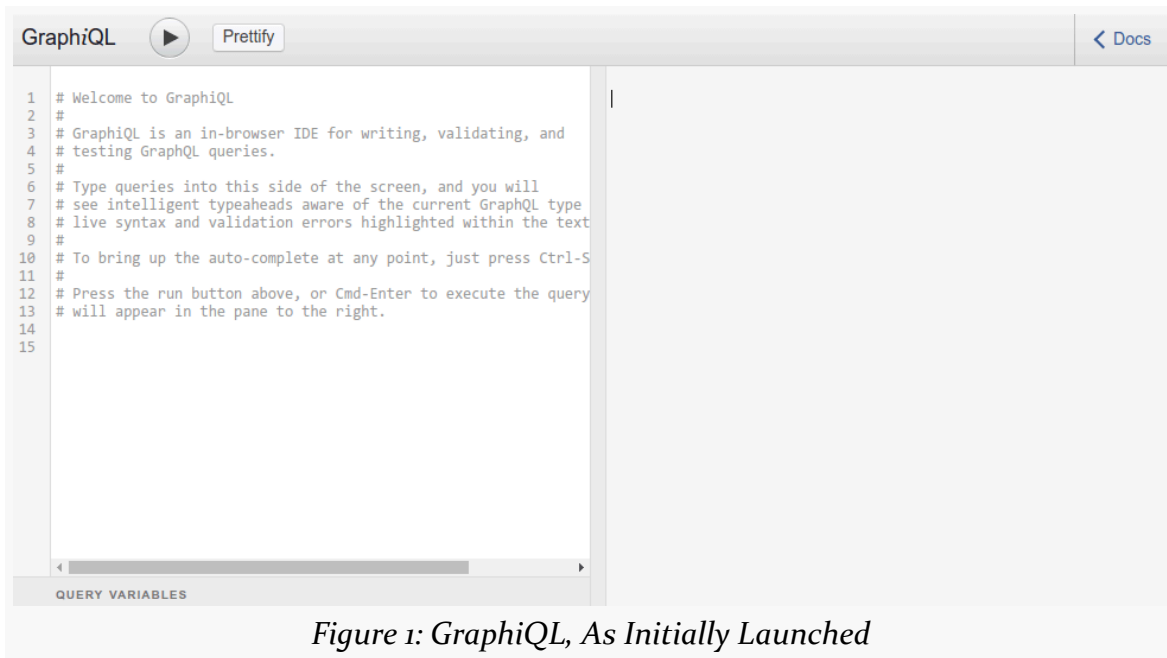 GraphiQL Prettify Docs
1 # Welcome to GraphiQL
2 #
3 # GraphiQL is an in-browser IDE for writing, validating, and
4 # testing GraphQL queries.
5 #
6 # Type queries into this side of the screen, and you will
7 # see intelligent typeaheads aware of the current GraphQL type
8 # live syntax and validation errors highlighted within the text
9 #
10 # To bring up the auto-complete at any point, just press Ctrl-S
11 #
12 # Press the run button above, or Cmd-Enter to execute the query
13 # will appear in the pane to the right.
14
15
QUERY VARIABLES
Figure 1: GraphiQL, As Initially Launched